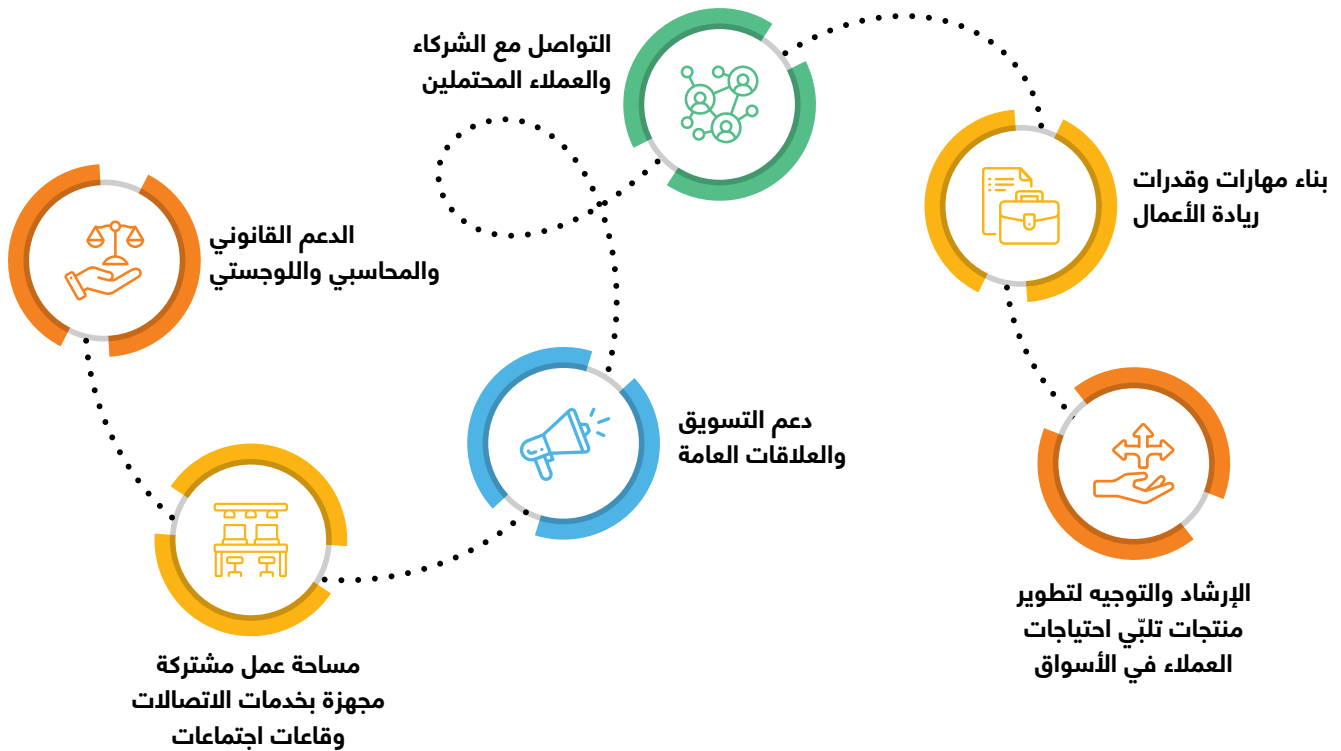 الإرشاد والتوجيه لتطوير
منتجات تلبّي احتياجات
العملاء في الأسواق
بناء مهارات وقدرات
ريادة الأعمال
التواصل مع الشركاء
والعملاء المحتملين
دعم التسويق
والعلاقات العامة
مساحة عمل مشتركة
مجهزة بخدمات الاتصالات
وقاعات اجتماعات
الدعم القانوني
والمحاسبي واللوجستي